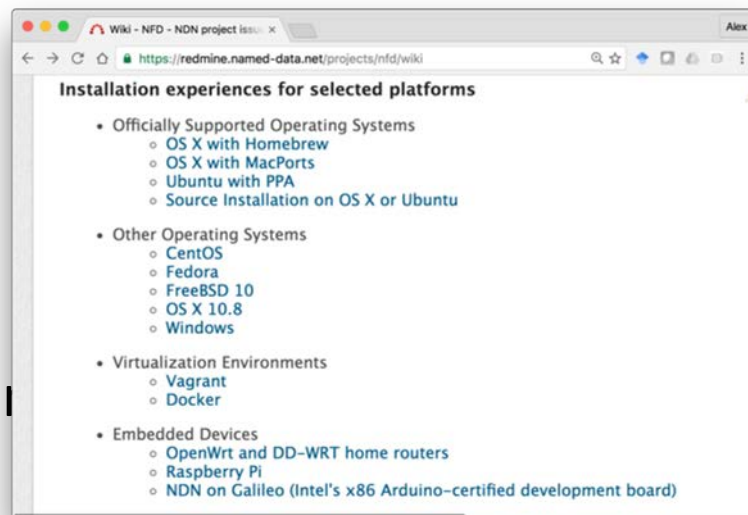 Wiki - NFD - NDN project issu
Alex
https://redmine.named-data.net/projects/nfd/wiki
Installation experiences for selected platforms
• Officially Supported Operating Systems
◦ OS X with Homebrew
◦ OS X with MacPorts
◦ Ubuntu with PPA
◦ Source Installation on OS X or Ubuntu
• Other Operating Systems
◦ CentOS
◦ Fedora
◦ FreeBSD 10
◦ OS X 10.8
◦ Windows
• Virtualization Environments
◦ Vagrant
◦ Docker
• Embedded Devices
◦ OpenWrt and DD-WRT home routers
◦ Raspberry Pi
◦ NDN on Galileo (Intel's x86 Arduino-certified development board)